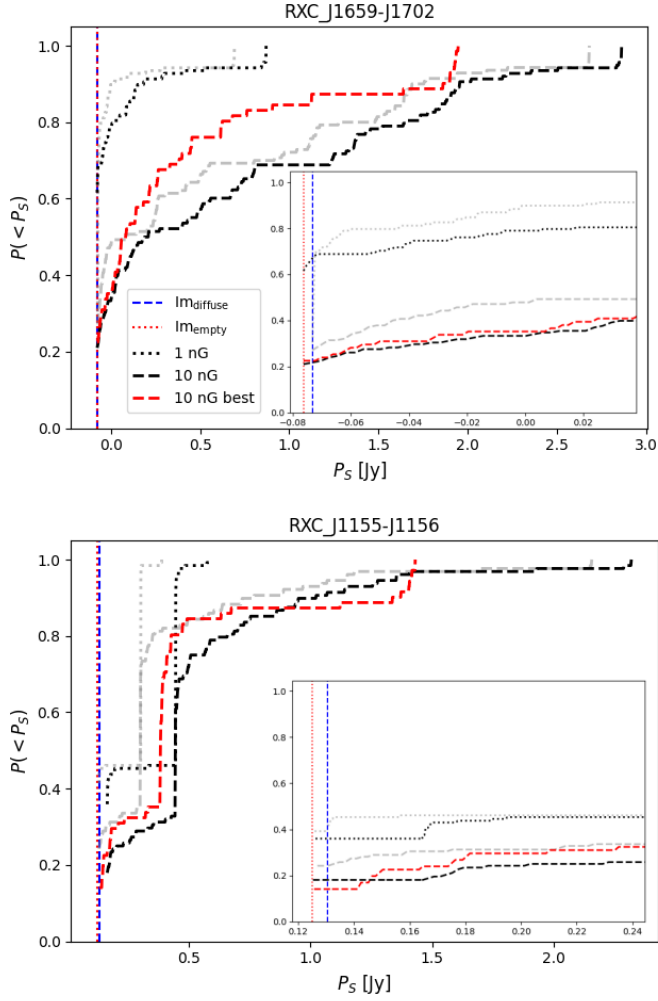 RXC_J1659-J1702
1.0
0.8
0.6
0.4
0.2
0.0
P(< P_S)
Im_diffuse
Im_empty
1 nG
10 nG
10 nG best
1.0
0.8
0.6
0.4
0.2
0.0
−0.08 −0.06 −0.04 −0.02 0.00 0.02
0.0 0.5 1.0 1.5 2.0 2.5 3.0
P_S [Jy]
RXC_J1155-J1156
1.0
0.8
0.6
0.4
0.2
0.0
P(< P_S)
1.0
0.8
0.6
0.4
0.2
0.0
0.12 0.14 0.16 0.18 0.20 0.22 0.24
0.5 1.0 1.5 2.0
P_S [Jy]